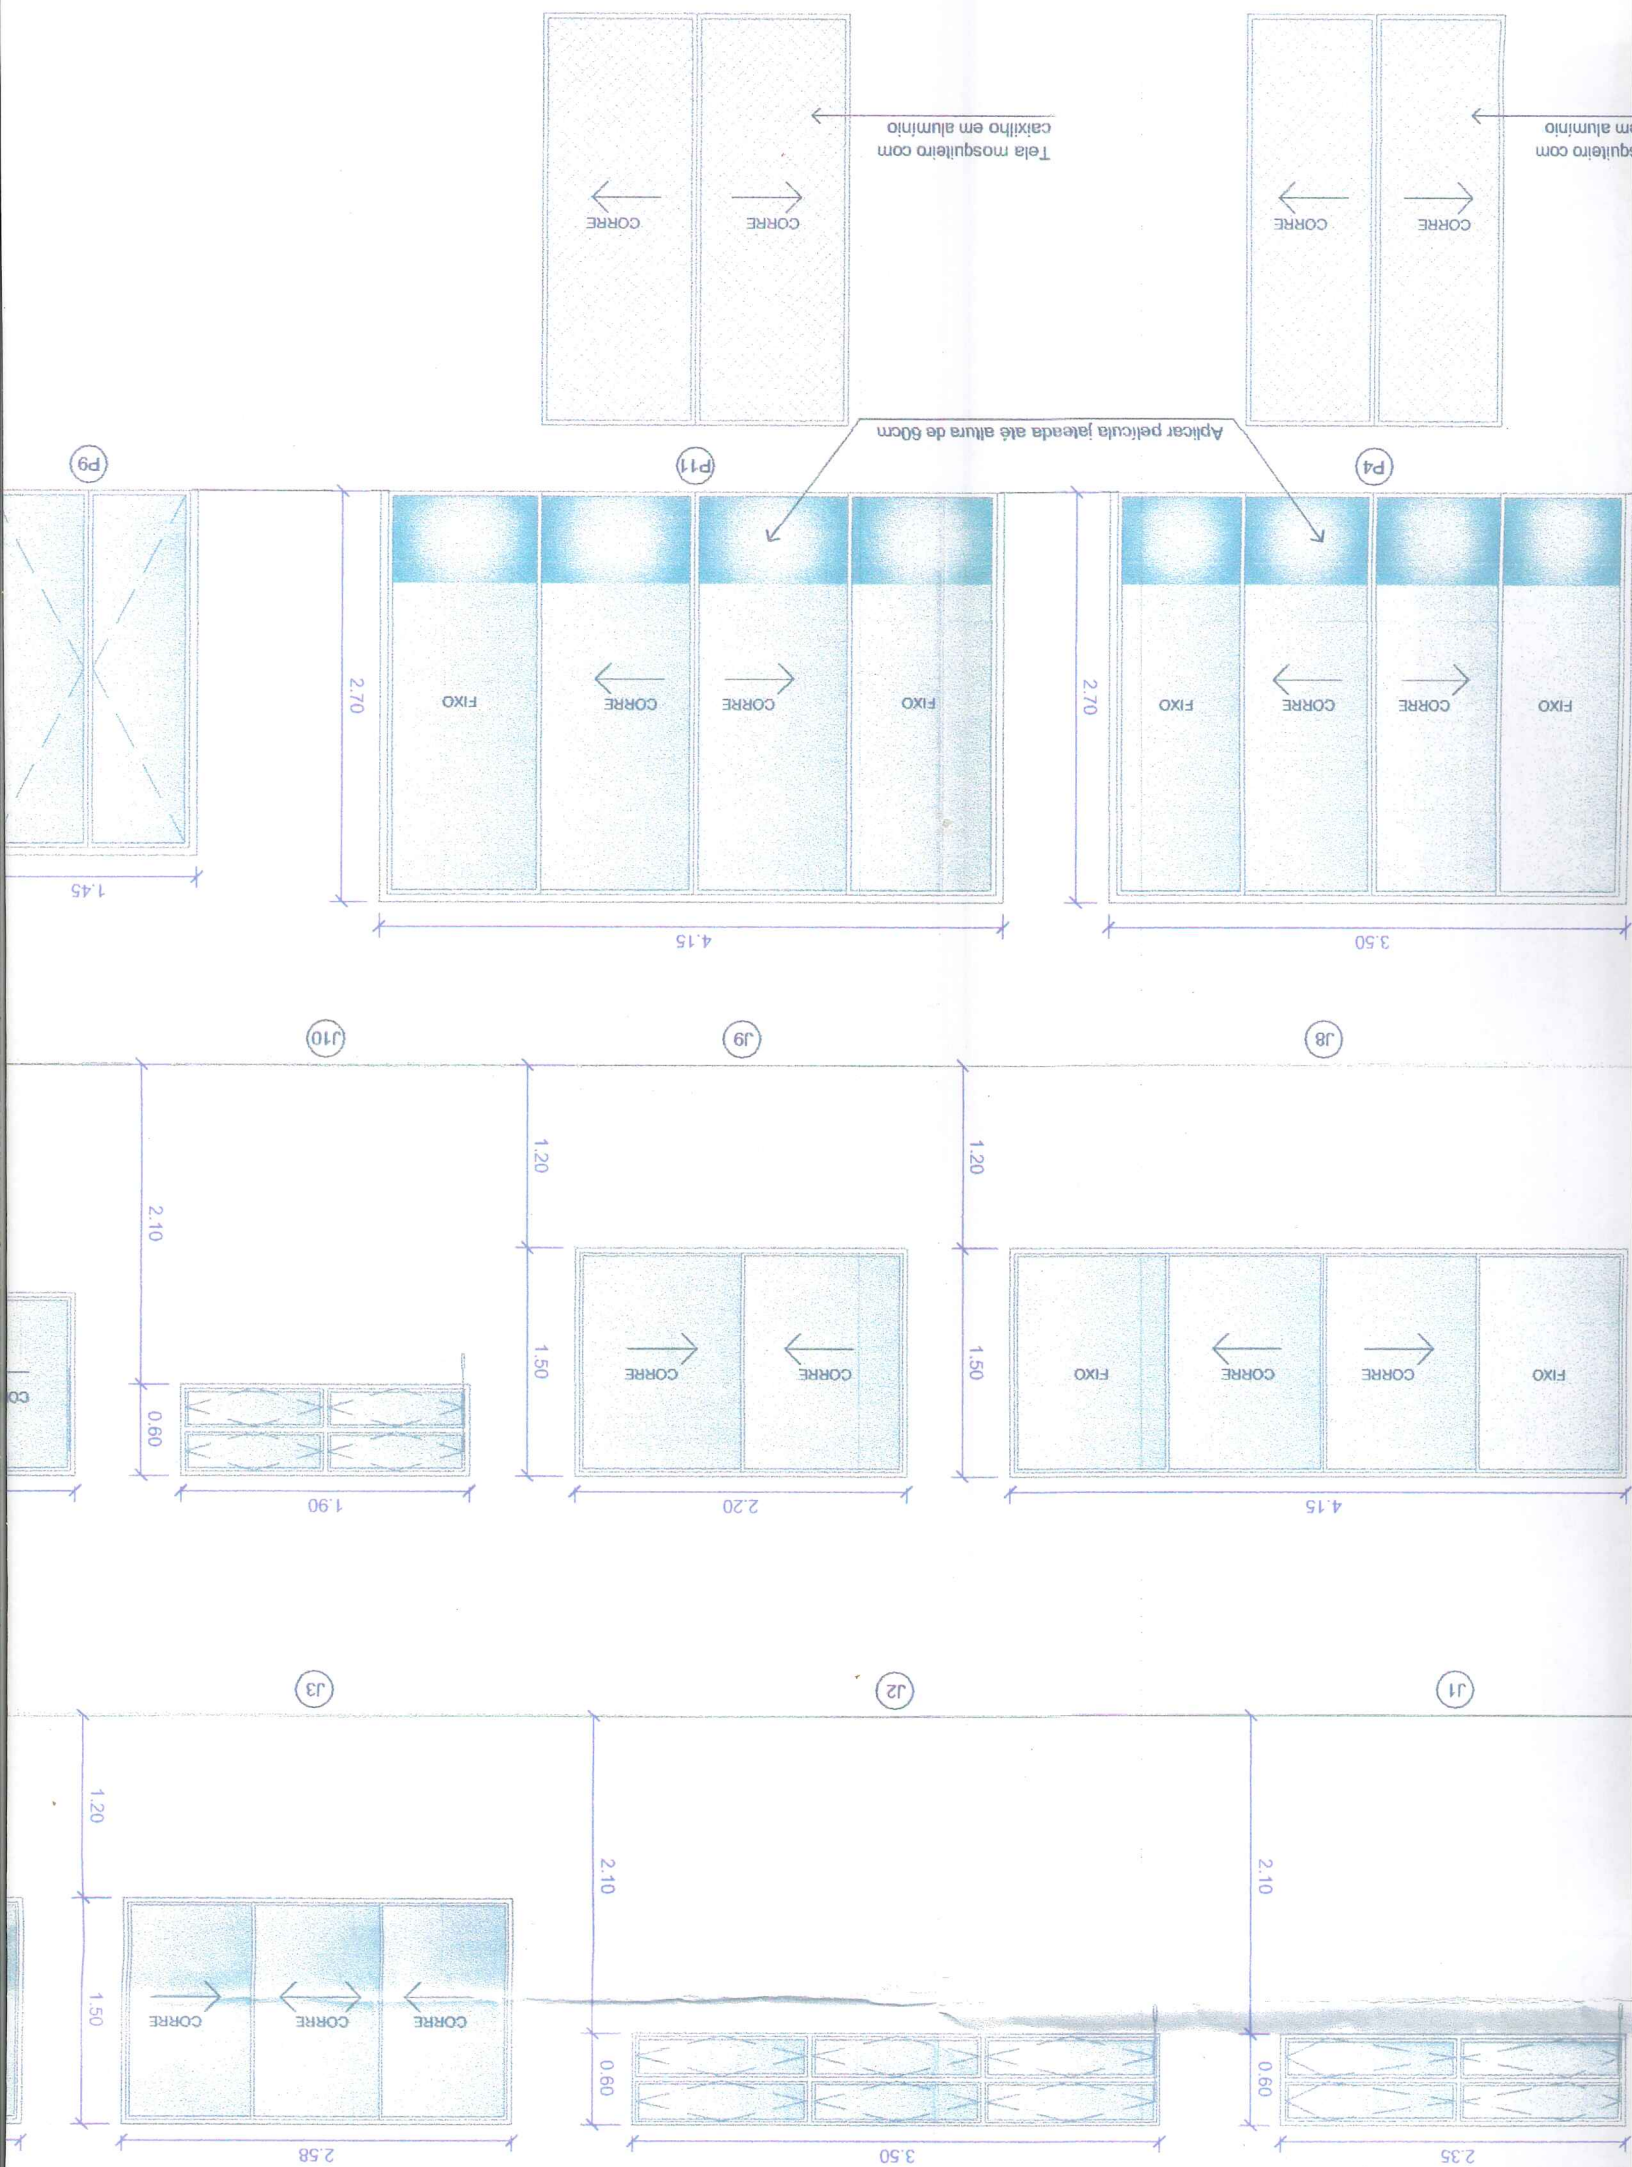 2.35
3.50
2.58
0.60
0.60
CORRE
CORRE
CORRE
1.50
2.10
2.10
1.20
J1
J2
J3
4.15
2.20
1.90
FIXO
CORRE
CORRE
FIXO
1.50
CORRE
CORRE
1.50
0.60
CO
1.20
1.20
2.10
J8
J9
J10
3.50
4.15
1.45
FIXO
CORRE
CORRE
FIXO
2.70
FIXO
CORRE
CORRE
FIXO
2.70
P4
P11
P9
Aplicar película jateada até altura de 60cm
CORRE
CORRE
CORRE
CORRE
squiteiro com
em alumínio
Tela mosquiteiro com
caixilho em alumínio